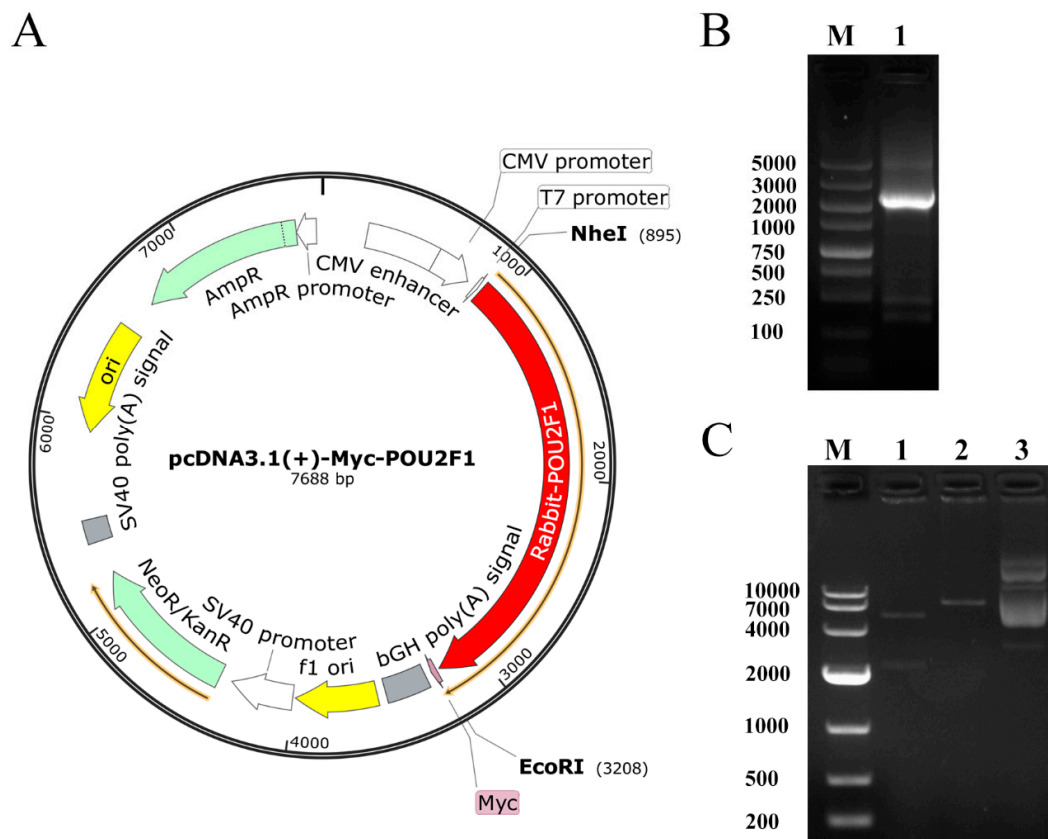 A
CMV promoter
T7 promoter
NheI (895)
1000
7000
AmpR
AmpR promoter
CMV enhancer
ori
SV40 poly(A) signal
6000
2000
Rabbit-POU2F1
pcDNA3.1(+)-Myc-POU2F1
7688 bp
bGH poly(A) signal
NeoR/KanR
SV40 promoter
f1 ori
5000
3000
4000
EcoRI (3208)
Myc
B
M 1
5000
3000
2000
1000
750
500
250
100
C
M 1 2 3
10000
7000
4000
2000
1000
500
200